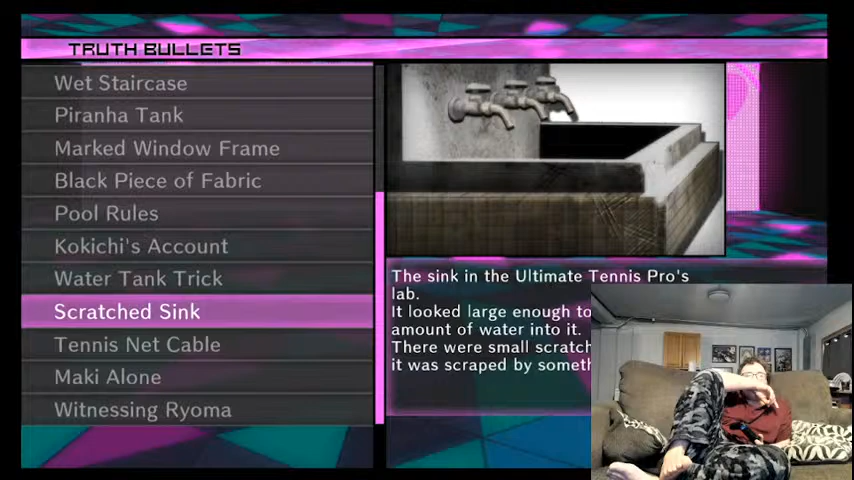 TRUTH BULLETS
Wet Staircase
Piranha Tank
Marked Window Frame
Black Piece of Fabric
Pool Rules
Kokichi's Account
Water Tank Trick
Scratched Sink
Tennis Net Cable
Maki Alone
Witnessing Ryoma
The sink in the Ultimate Tennis Pro's
lab.
It looked large enough to
amount of water into it.
There were small scratch
it was scraped by someth